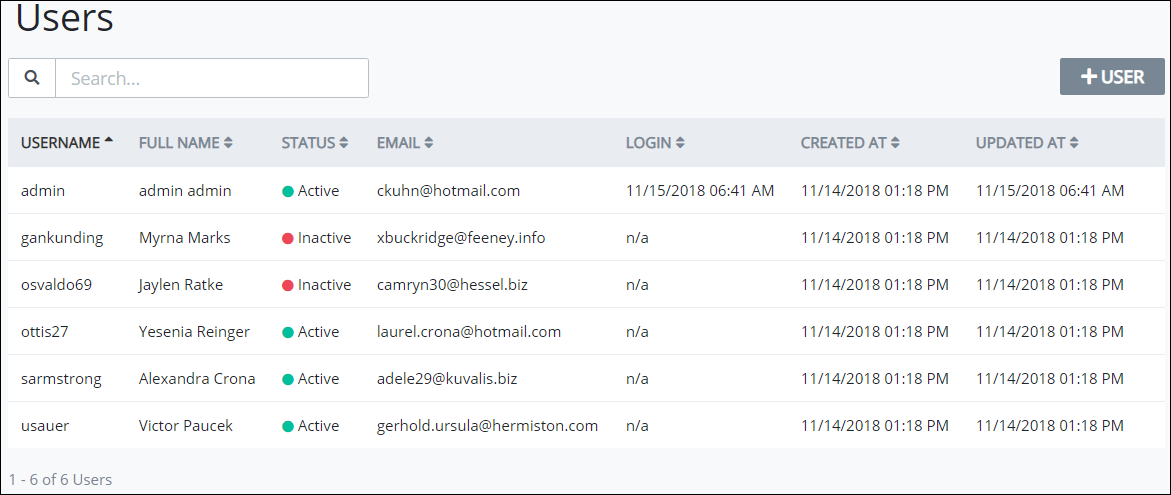 Users
Search...
+ USER
USERNAME FULL NAME STATUS EMAIL LOGIN CREATED AT UPDATED AT
admin admin admin Active ckuhn@hotmail.com 11/15/2018 06:41 AM 11/14/2018 01:18 PM 11/15/2018 06:41 AM
gankunding Myrna Marks Inactive xbuckridge@feeney.info n/a 11/14/2018 01:18 PM 11/14/2018 01:18 PM
osvaldo69 Jaylen Ratke Inactive camryn30@hessel.biz n/a 11/14/2018 01:18 PM 11/14/2018 01:18 PM
ottis27 Yesenia Reinger Active laurel.crona@hotmail.com n/a 11/14/2018 01:18 PM 11/14/2018 01:18 PM
sarmstrong Alexandra Crona Active adele29@kuvalis.biz n/a 11/14/2018 01:18 PM 11/14/2018 01:18 PM
usauer Victor Paucek Active gerhold.ursula@hermiston.com n/a 11/14/2018 01:18 PM 11/14/2018 01:18 PM
1 - 6 of 6 Users